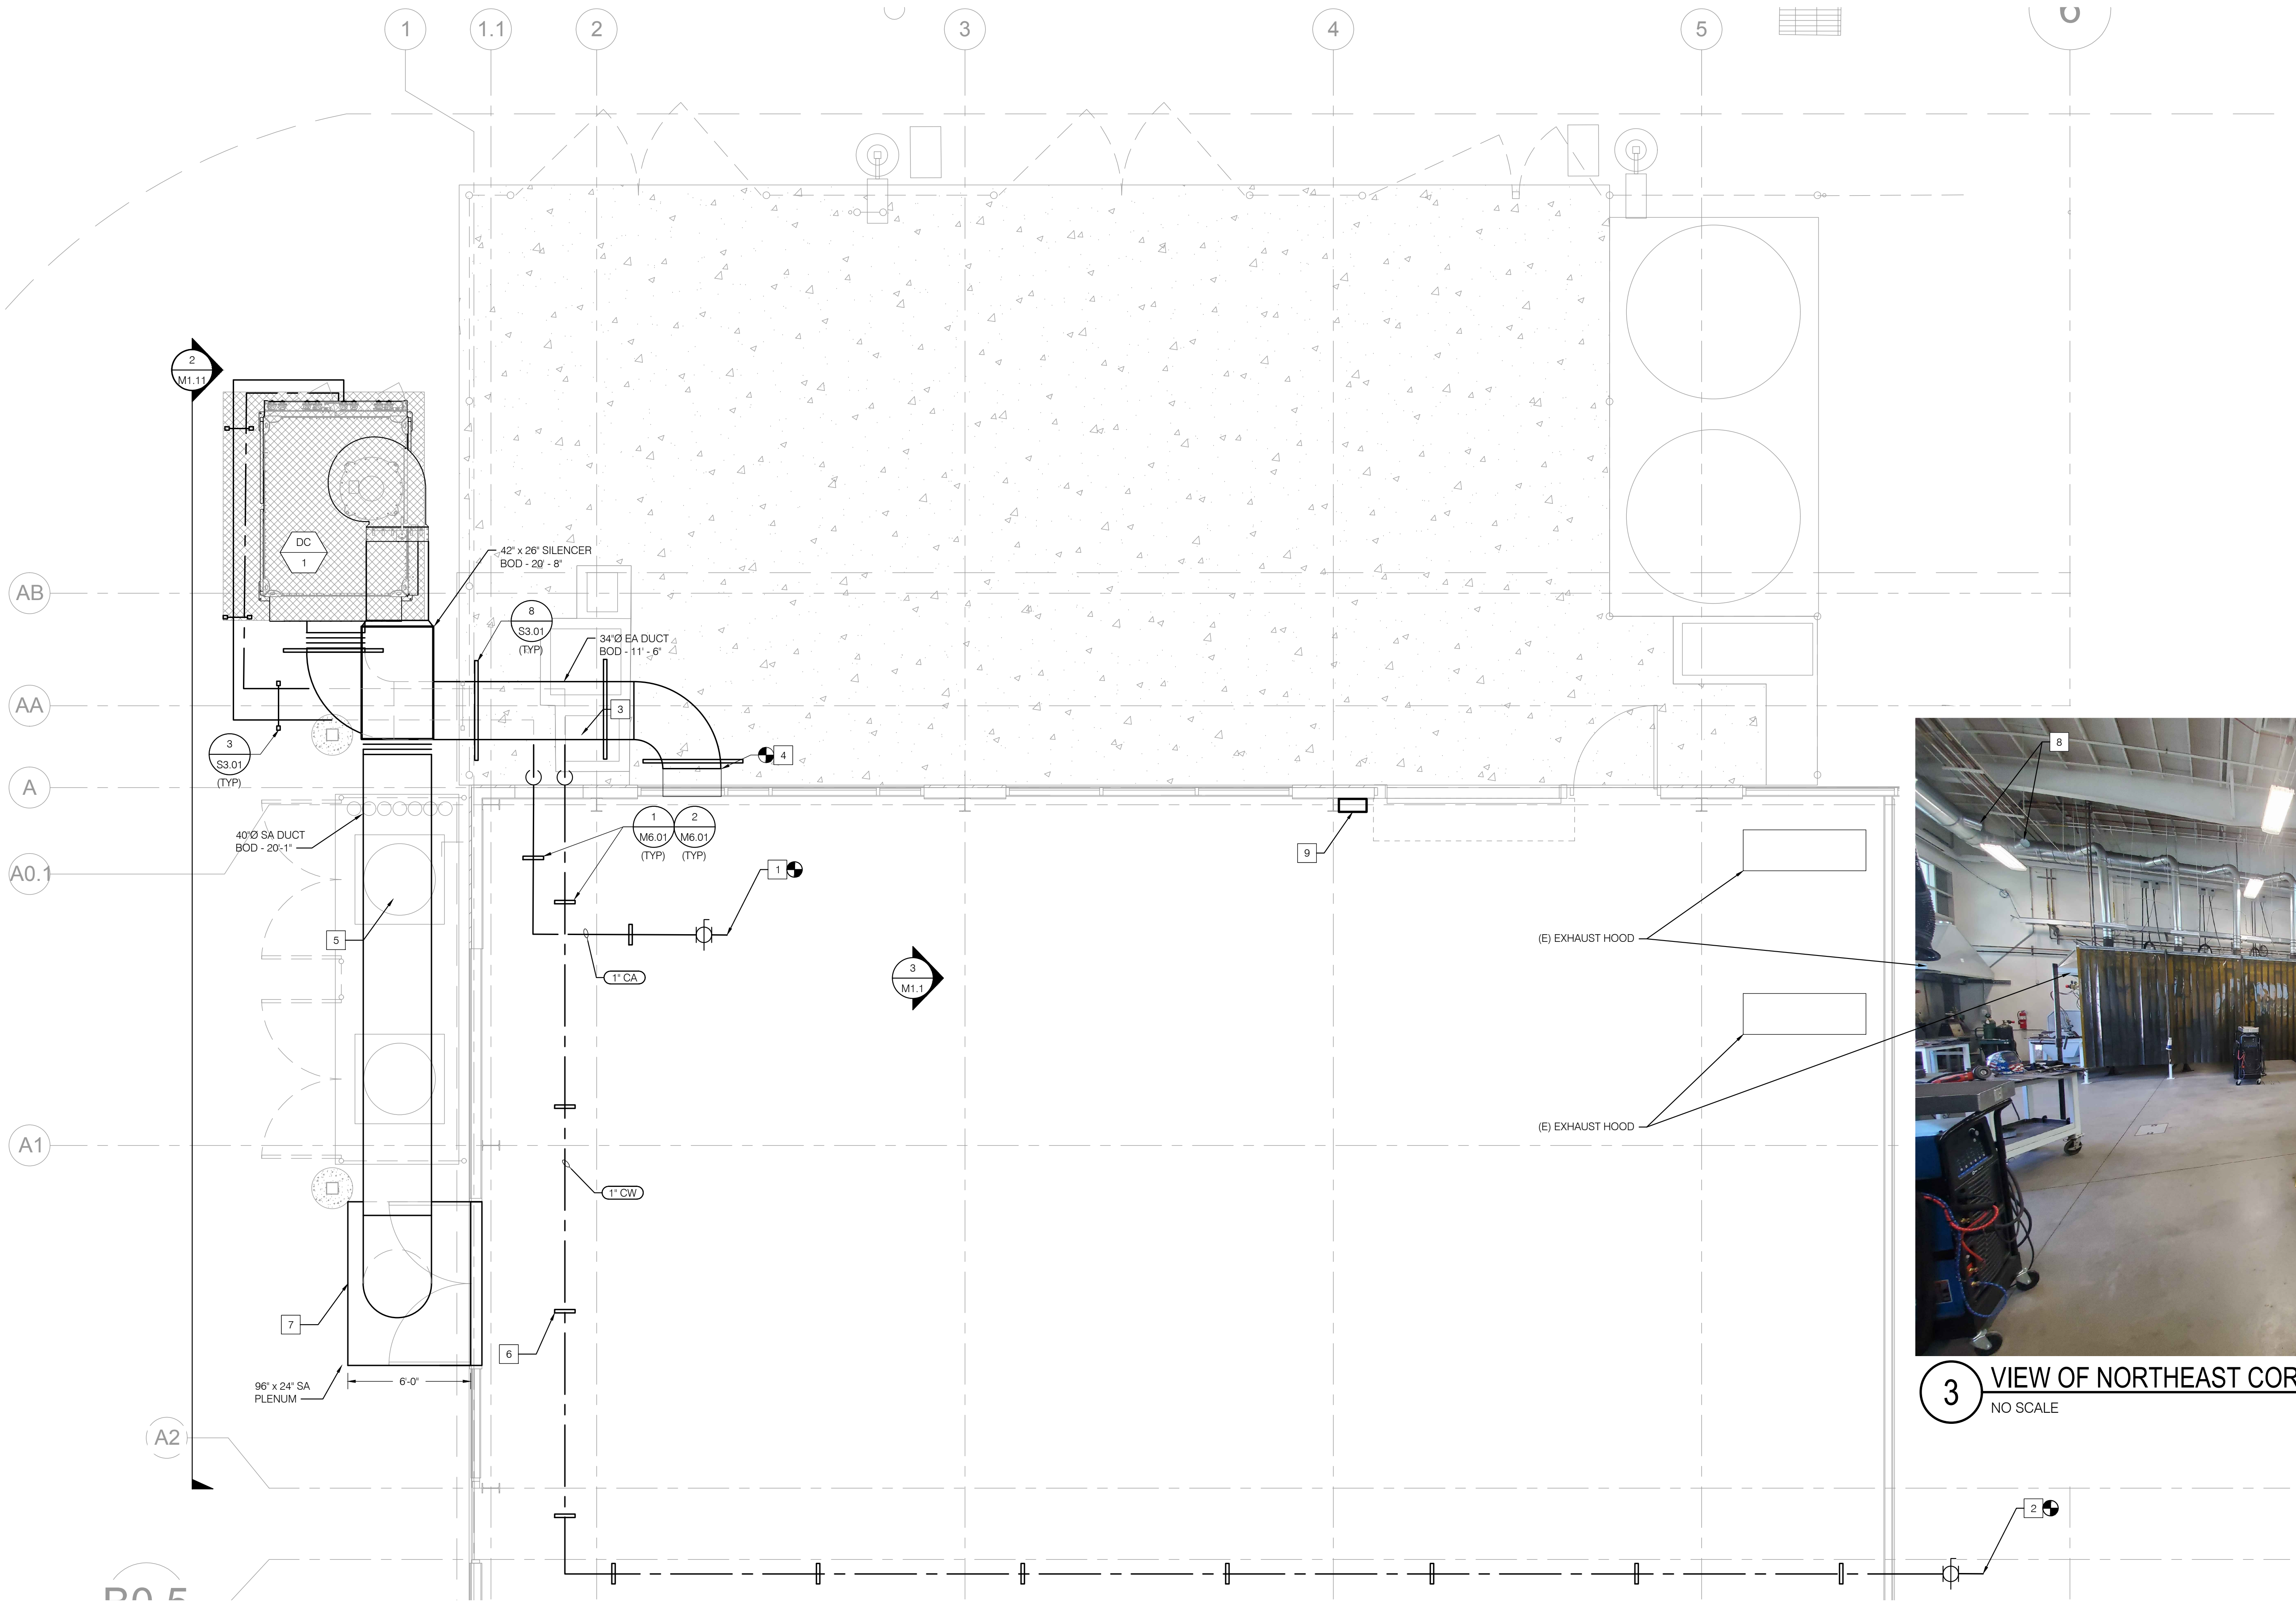 1
1.1
2
3
4
5
2
M1.11
DC
1
42" x 26" SILENCER
BOD - 20' - 8"
AB
8
S3.01
(TYP)
34"Ø EA DUCT
BOD - 11' - 6"
3
AA
3
S3.01
(TYP)
4
8
A
40"Ø SA DUCT
BOD - 20'-1"
1
M6.01
(TYP)
2
M6.01
(TYP)
9
A0.1
1
5
(E) EXHAUST HOOD
1" CA
3
M1.1
(E) EXHAUST HOOD
A1
1" CW
7
6
96" x 24" SA
PLENUM
6'-0"
3
VIEW OF NORTHEAST COR
NO SCALE
A2
2